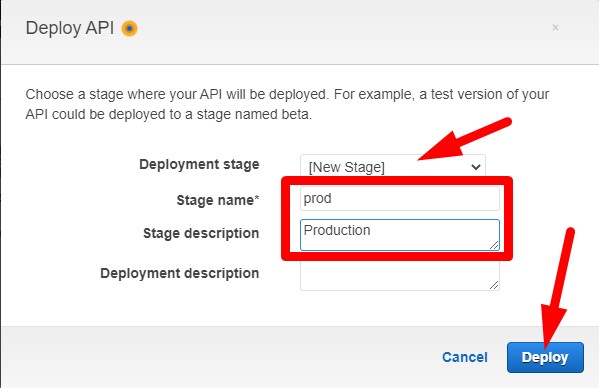 Deploy API
Choose a stage where your API will be deployed. For example, a test version of your
API could be deployed to a stage named beta.
Deployment stage [New Stage]
Stage name* prod
Stage description Production
Deployment description
Cancel Deploy